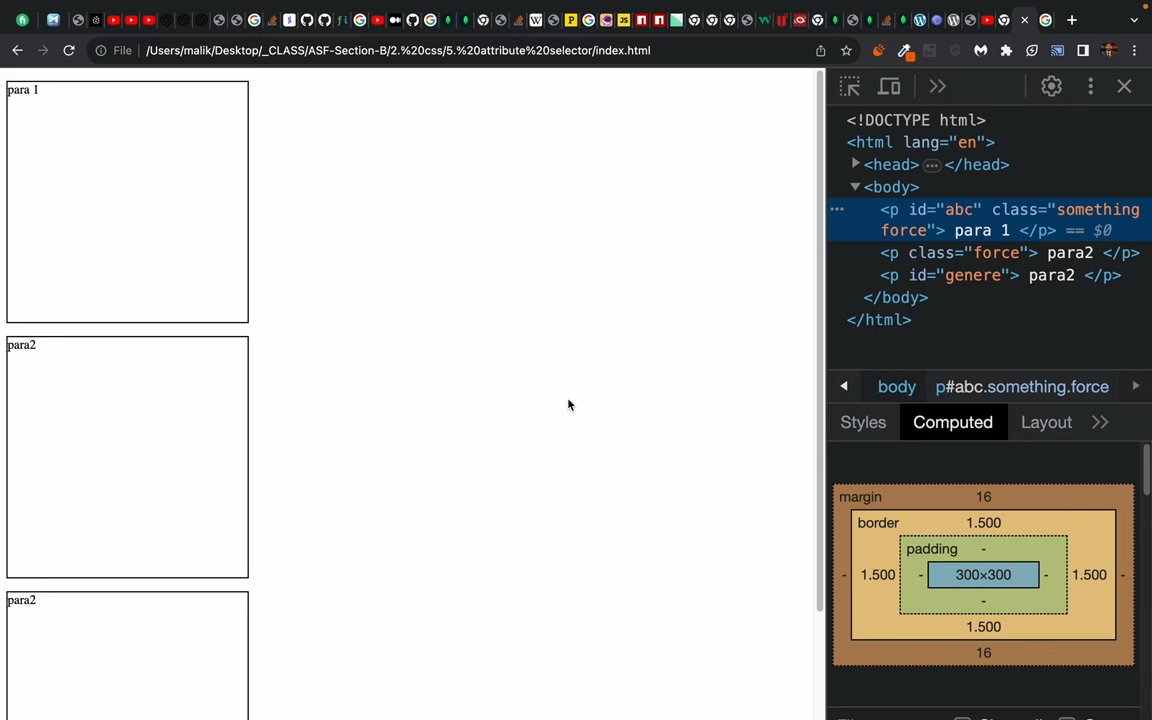 File | /Users/malik/Desktop/_CLASS/ASF-Section-B/2.%20css/5.%20attribute%20selector/index.html
para 1
para2
para2
<!DOCTYPE html>
<html lang="en">
<head> ... </head>
<body>
<p id="abc" class="something
force"> para 1 </p> == $0
<p class="force"> para2 </p>
<p id="genere"> para2 </p>
</body>
</html>
body p#abc.something.force
Styles Computed Layout
margin 16
border 1.500
padding -
- 1.500 - 300×300 - 1.500 -
-
1.500
16